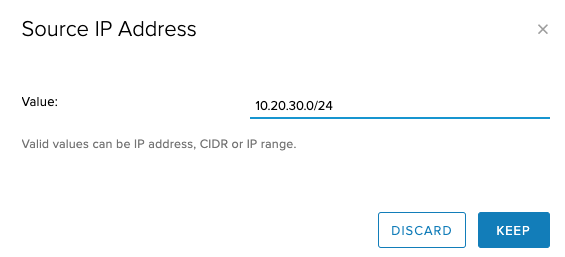 Source IP Address
×
Value:
10.20.30.0/24
Valid values can be IP address, CIDR or IP range.
DISCARD
KEEP